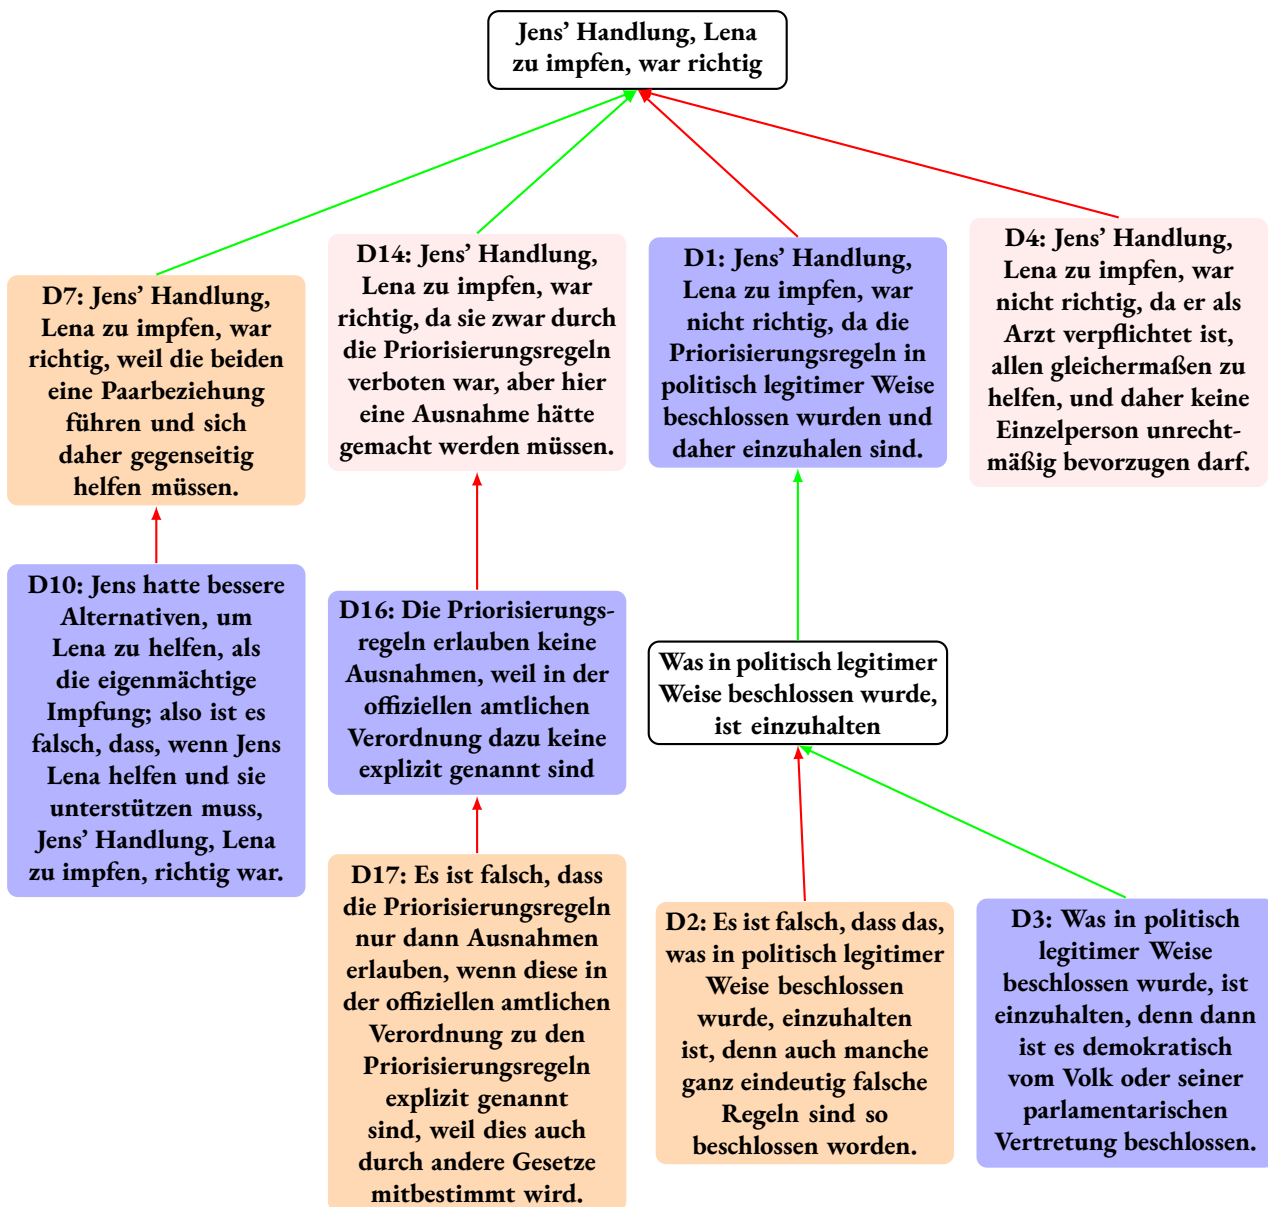 Jens’ Handlung, Lena
zu impfen, war richtig
D7: Jens’ Handlung,
Lena zu impfen, war
richtig, weil die beiden
eine Paarbeziehung
führen und sich
daher gegenseitig
helfen müssen.
D14: Jens’ Handlung,
Lena zu impfen, war
richtig, da sie zwar durch
die Priorisierungsregeln
verboten war, aber hier
eine Ausnahme hätte
gemacht werden müssen.
D1: Jens’ Handlung,
Lena zu impfen, war
nicht richtig, da die
Priorisierungsregeln in
politisch legitimer Weise
beschlossen wurden und
daher einzuhalen sind.
D4: Jens’ Handlung,
Lena zu impfen, war
nicht richtig, da er als
Arzt verpflichtet ist,
allen gleichermaßen zu
helfen, und daher keine
Einzelperson unrecht-
mäßig bevorzugen darf.
D10: Jens hatte bessere
Alternativen, um
Lena zu helfen, als
die eigenmächtige
Impfung; also ist es
falsch, dass, wenn Jens
Lena helfen und sie
unterstützen muss,
Jens’ Handlung, Lena
zu impfen, richtig war.
D16: Die Priorisierungs-
regeln erlauben keine
Ausnahmen, weil in der
offiziellen amtlichen
Verordnung dazu keine
explizit genannt sind
Was in politisch legitimer
Weise beschlossen wurde,
ist einzuhalten
D17: Es ist falsch, dass
die Priorisierungsregeln
nur dann Ausnahmen
erlauben, wenn diese in
der offiziellen amtlichen
Verordnung zu den
Priorisierungsregeln
explizit genannt
sind, weil dies auch
durch andere Gesetze
mitbestimmt wird.
D2: Es ist falsch, dass das,
was in politisch legitimer
Weise beschlossen
wurde, einzuhalten
ist, denn auch manche
ganz eindeutig falsche
Regeln sind so
beschlossen worden.
D3: Was in politisch
legitimer Weise
beschlossen wurde, ist
einzuhalten, denn dann
ist es demokratisch
vom Volk oder seiner
parlamentarischen
Vertretung beschlossen.